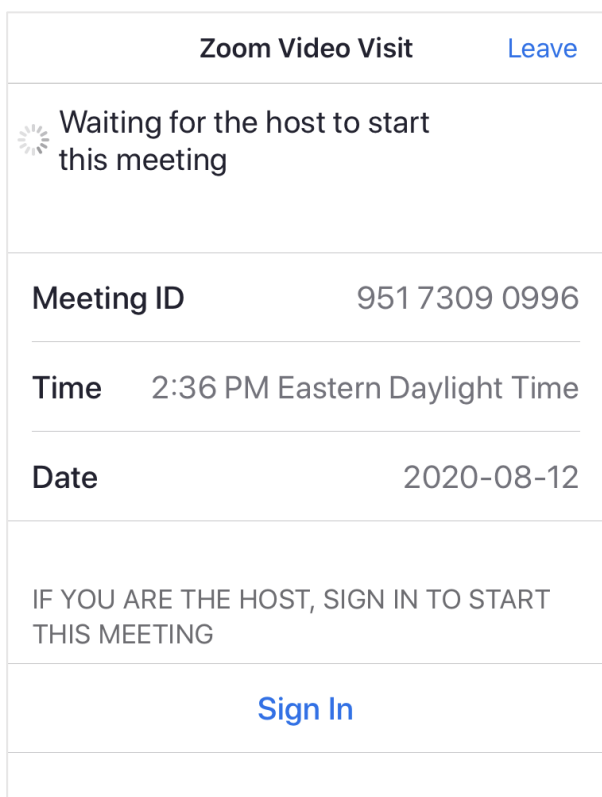 Zoom Video Visit Leave
Waiting for the host to start
this meeting
Meeting ID 951 7309 0996
Time 2:36 PM Eastern Daylight Time
Date 2020-08-12
IF YOU ARE THE HOST, SIGN IN TO START
THIS MEETING
Sign In